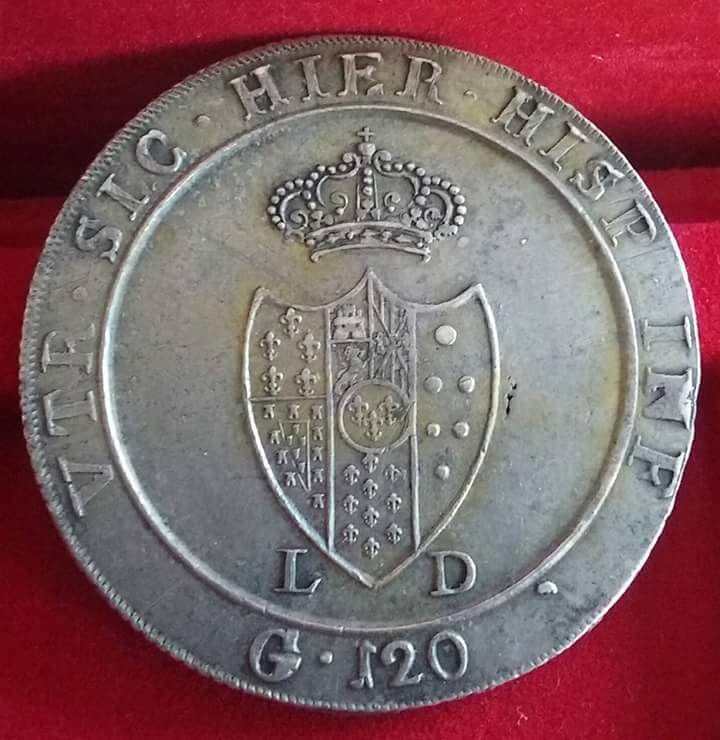 VTR · SIC · HIER · HISP INF
L D
G · 120